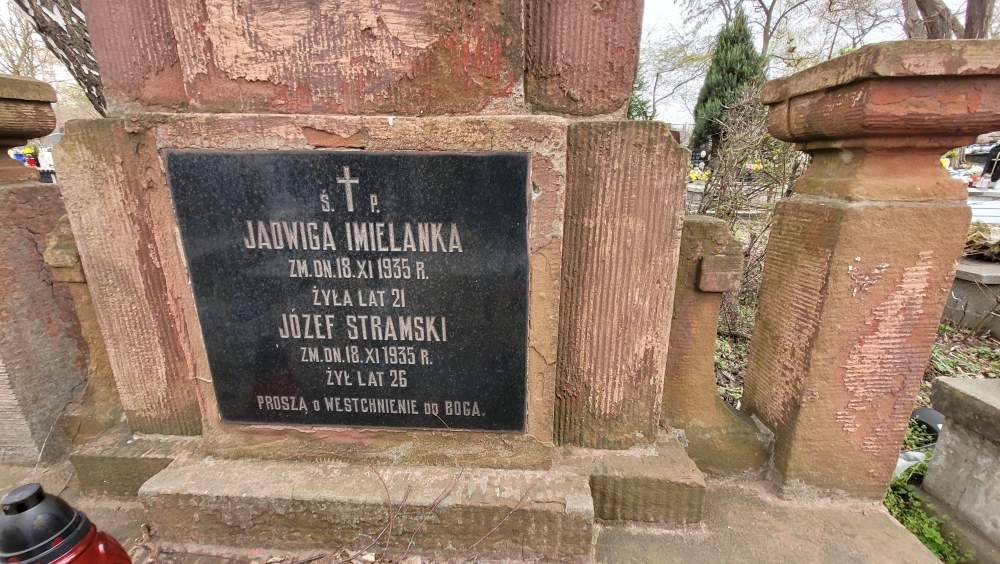 Ś. P.
JADWIGA IMIELANKA
ZM. DN. 18. XI 1935 R.
ŻYŁA LAT 21
JÓZEF STRAMSKI
ZM. DN. 18. XI 1935 R.
ŻYŁ LAT 26
PROSZĄ O WESTCHNIENIE DO BOGA.